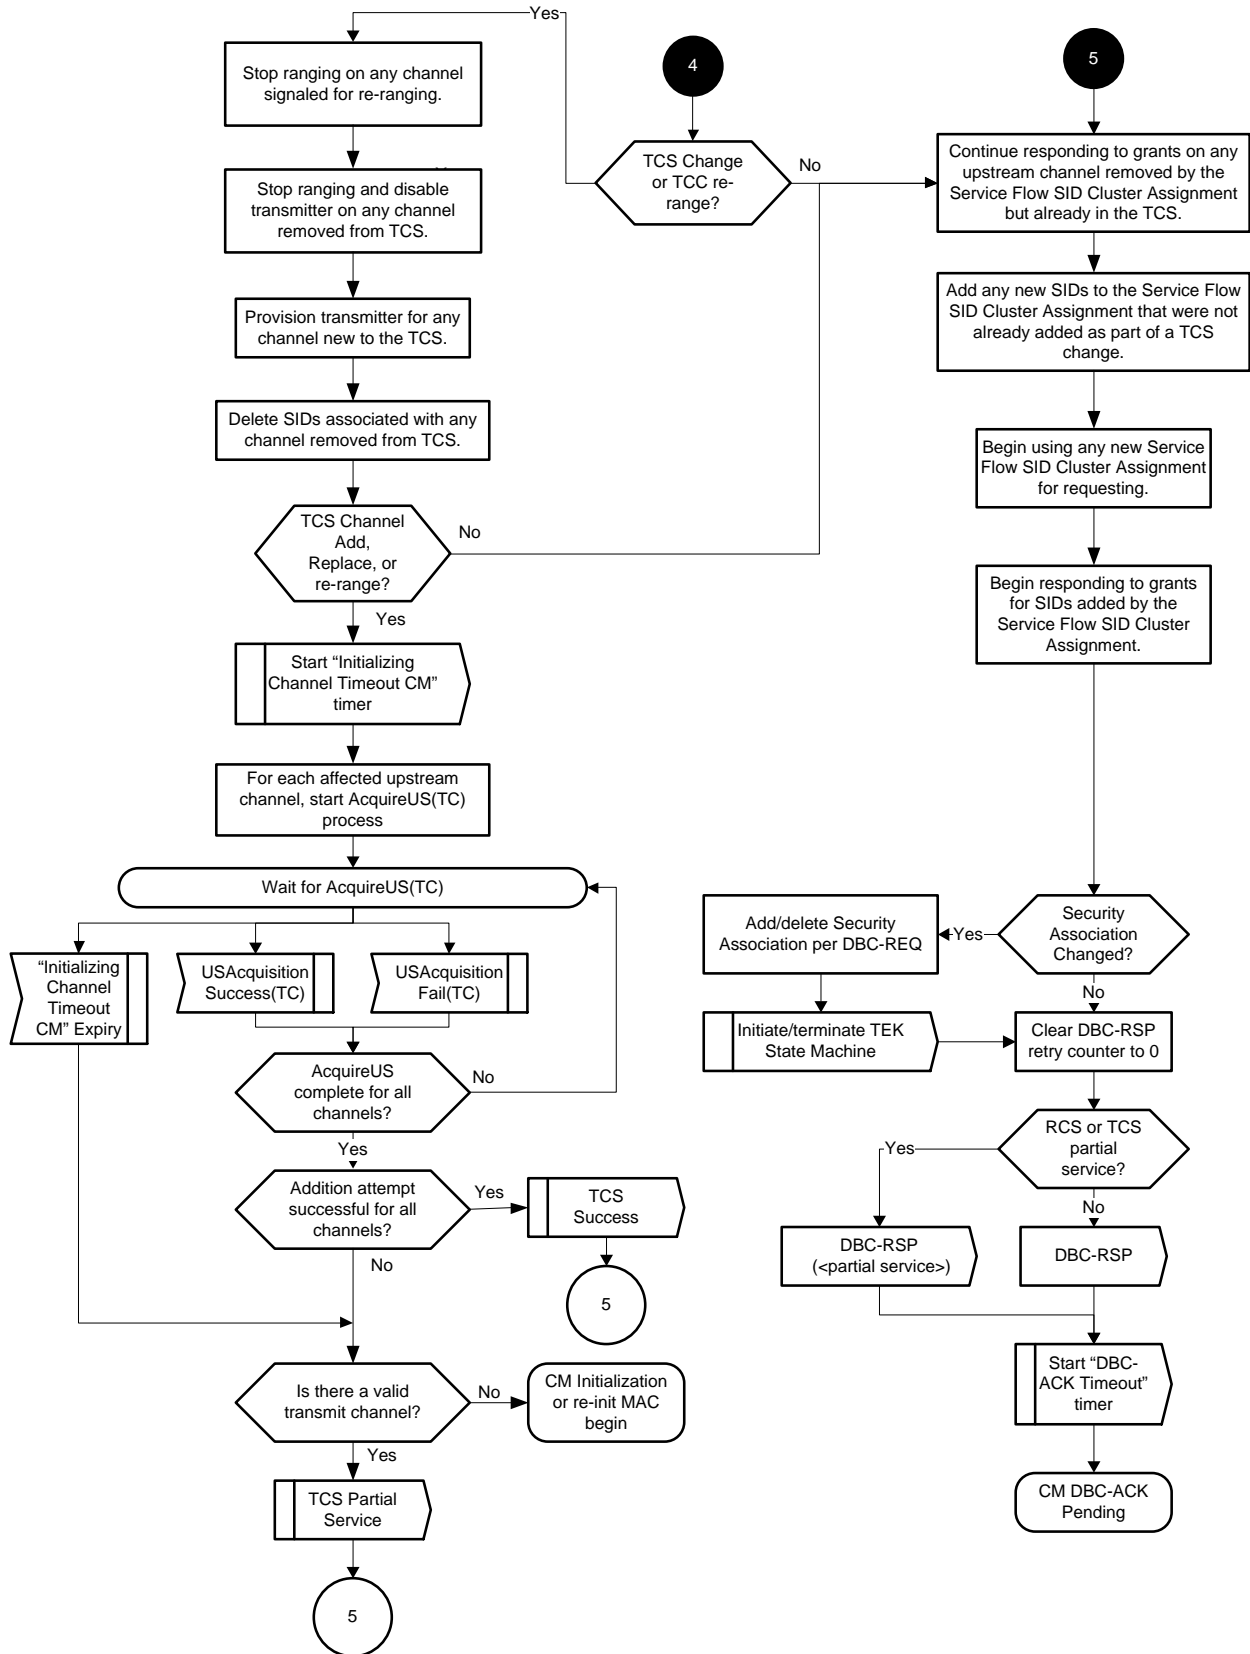 Yes
4
5
Stop ranging on any channel
signaled for re-ranging.
TCS Change
or TCC re-
range?
No
Continue responding to grants on any
upstream channel removed by the
Service Flow SID Cluster Assignment
but already in the TCS.
Stop ranging and disable
transmitter on any channel
removed from TCS.
Add any new SIDs to the Service Flow
SID Cluster Assignment that were not
already added as part of a TCS
change.
Provision transmitter for any
channel new to the TCS.
Delete SIDs associated with any
channel removed from TCS.
Begin using any new Service
Flow SID Cluster Assignment
for requesting.
TCS Channel
Add,
Replace, or
re-range?
No
Yes
Begin responding to grants
for SIDs added by the
Service Flow SID Cluster
Assignment.
Start “Initializing
Channel Timeout CM”
timer
For each affected upstream
channel, start AcquireUS(TC)
process
Wait for AcquireUS(TC)
“Initializing
Channel
Timeout
CM” Expiry
USAcquisition
Success(TC)
USAcquisition
Fail(TC)
Add/delete Security
Association per DBC-REQ
Yes
Security
Association
Changed?
No
Initiate/terminate TEK
State Machine
Clear DBC-RSP
retry counter to 0
AcquireUS
complete for all
channels?
No
Yes
RCS or TCS
partial
service?
Yes
No
Addition attempt
successful for all
channels?
Yes
No
TCS
Success
5
DBC-RSP
(<partial service>)
DBC-RSP
Start “DBC-
ACK Timeout”
timer
Is there a valid
transmit channel?
No
Yes
CM Initialization
or re-init MAC
begin
CM DBC-ACK
Pending
TCS Partial
Service
5